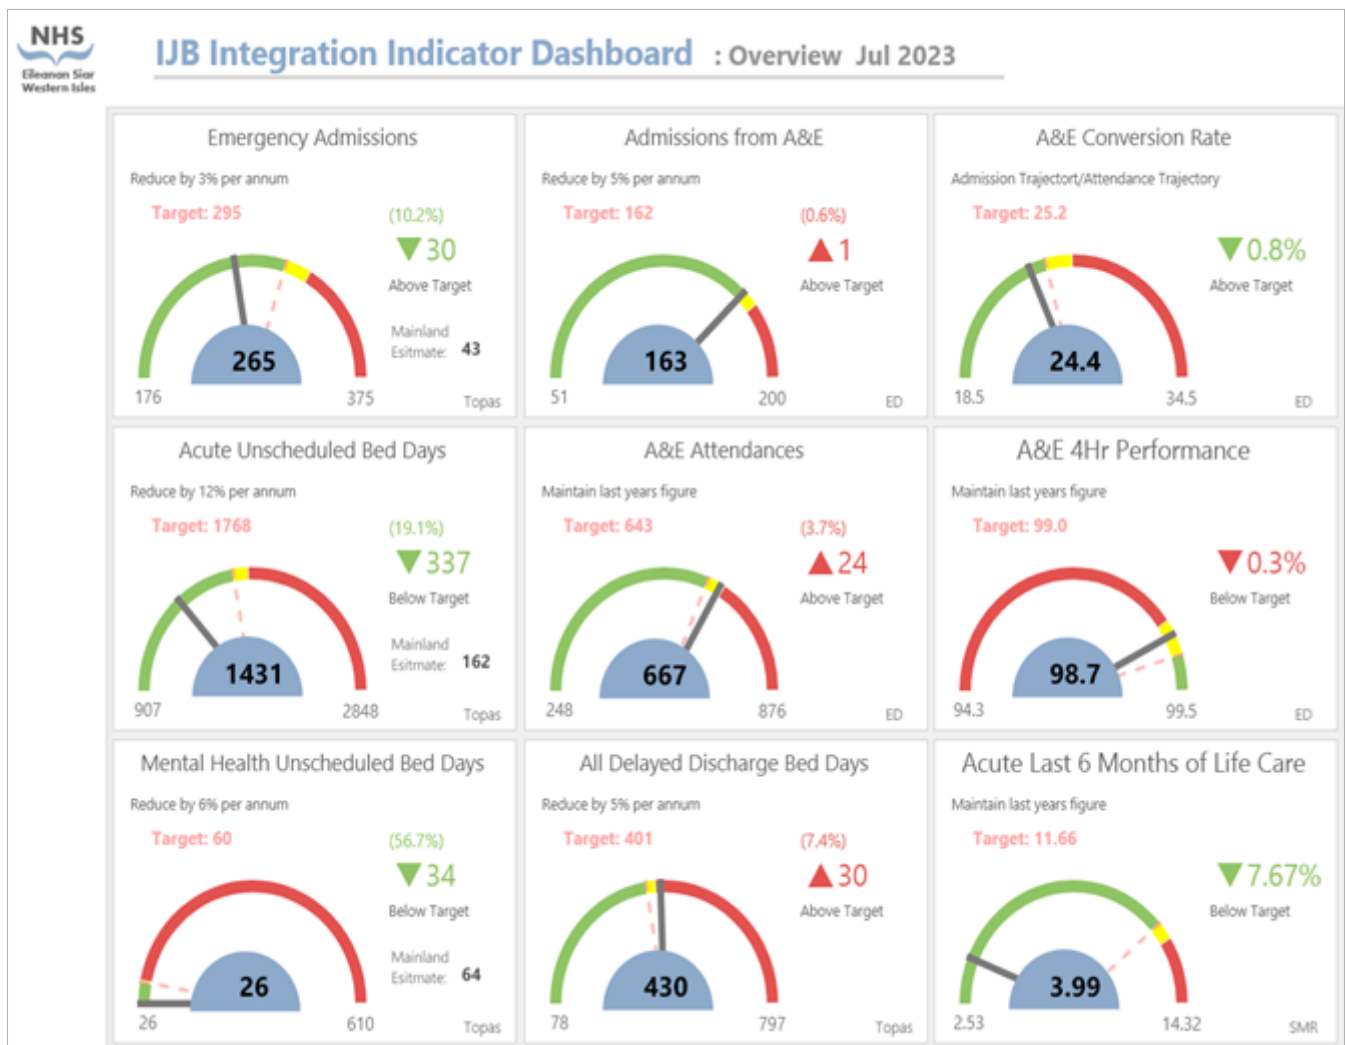 NHS
Eileanan Siar
Western Isles
IJB Integration Indicator Dashboard : Overview Jul 2023
Emergency Admissions
Reduce by 3% per annum
Target: 295
(10.2%)
▼30
Above Target
Mainland
Esitmate: 43
265
176
375
Topas
Admissions from A&E
Reduce by 5% per annum
Target: 162
(0.6%)
▲1
Above Target
163
51
200
ED
A&E Conversion Rate
Admission Trajectort/Attendance Trajectory
Target: 25.2
▼0.8%
Above Target
24.4
18.5
34.5
ED
Acute Unscheduled Bed Days
Reduce by 12% per annum
Target: 1768
(19.1%)
▼337
Below Target
Mainland
Esitmate: 162
1431
907
2848
Topas
A&E Attendances
Maintain last years figure
Target: 643
(3.7%)
▲24
Above Target
667
248
876
ED
A&E 4Hr Performance
Maintain last years figure
Target: 99.0
▼0.3%
Below Target
98.7
94.3
99.5
ED
Mental Health Unscheduled Bed Days
Reduce by 6% per annum
Target: 60
(56.7%)
▼34
Below Target
Mainland
Esitmate: 64
26
26
610
Topas
All Delayed Discharge Bed Days
Reduce by 5% per annum
Target: 401
(7.4%)
▲30
Above Target
430
78
797
Topas
Acute Last 6 Months of Life Care
Maintain last years figure
Target: 11.66
▼7.67%
Below Target
3.99
2.53
14.32
SMR